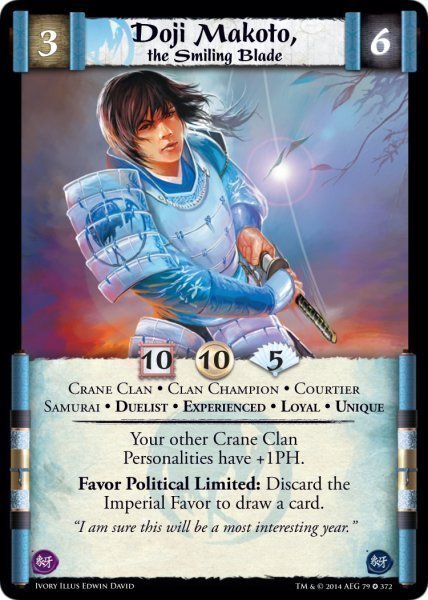 3
Doji Makoto,
the Smiling Blade
6
10 10 5
Crane Clan • Clan Champion • Courtier
Samurai • Duelist • Experienced • Loyal • Unique
Your other Crane Clan
Personalities have +1PH.
Favor Political Limited: Discard the
Imperial Favor to draw a card.
“I am sure this will be a most interesting year.”
Ivory Illus Edwin David
TM & © 2014 AEG 79 ✪ 372